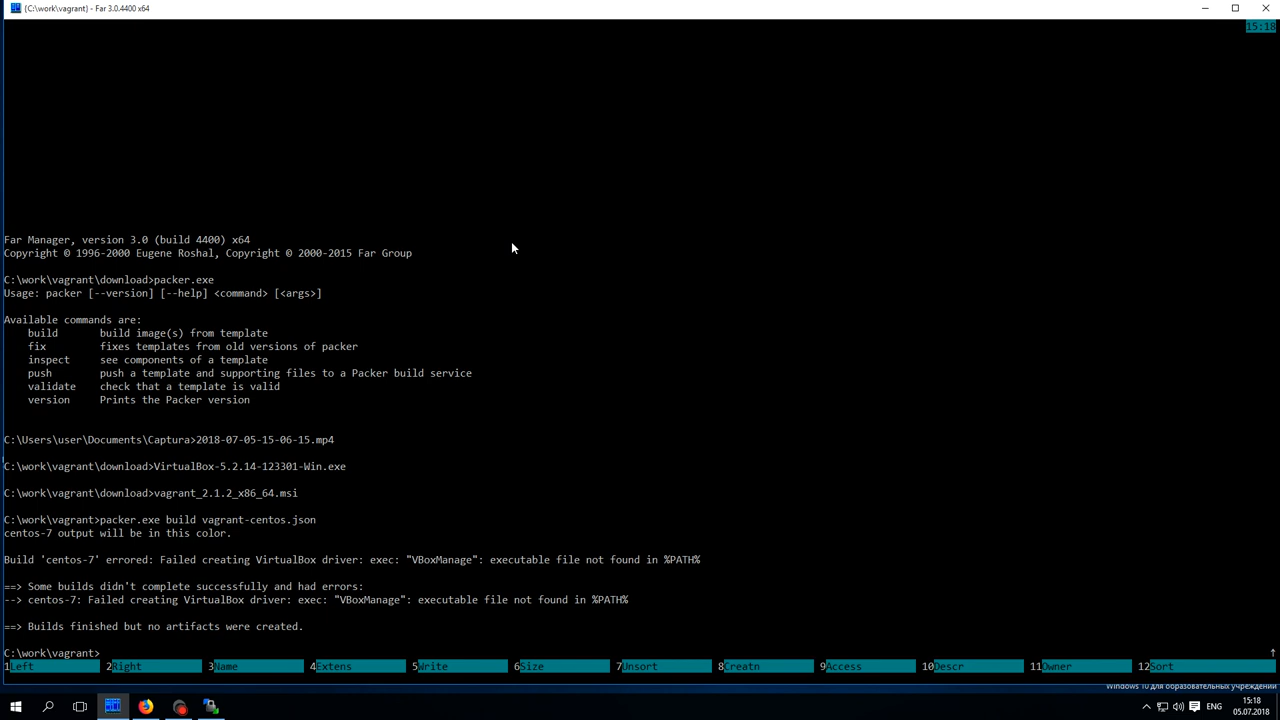 {C:\work\vagrant} - Far 3.0.4400 x64
15:18
Far Manager, version 3.0 (build 4400) x64
Copyright © 1996-2000 Eugene Roshal, Copyright © 2000-2015 Far Group
C:\work\vagrant\download>packer.exe
Usage: packer [--version] [--help] <command> [<args>]
Available commands are:
build build image(s) from template
fix fixes templates from old versions of packer
inspect see components of a template
push push a template and supporting files to a Packer build service
validate check that a template is valid
version Prints the Packer version
C:\Users\user\Documents\Captura>2018-07-05-15-06-15.mp4
C:\work\vagrant\download>VirtualBox-5.2.14-123301-Win.exe
C:\work\vagrant\download>vagrant_2.1.2_x86_64.msi
C:\work\vagrant>packer.exe build vagrant-centos.json
centos-7 output will be in this color.
Build 'centos-7' errored: Failed creating VirtualBox driver: exec: "VBoxManage": executable file not found in %PATH%
==> Some builds didn't complete successfully and had errors:
--> centos-7: Failed creating VirtualBox driver: exec: "VBoxManage": executable file not found in %PATH%
==> Builds finished but no artifacts were created.
C:\work\vagrant>
1Left 2Right 3Name 4Extens 5Write 6Size 7Unsort 8Creatn 9Access 10Descr 11Owner 12Sort
Windows 10 для образовательных учреждений
ENG
15:18
05.07.2018